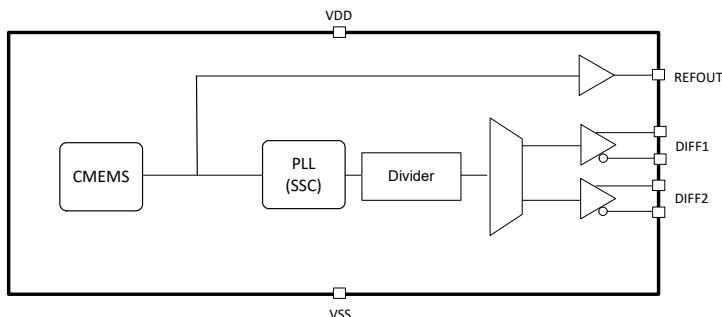 VDD
REFOUT
CMEMS
PLL
(SSC)
Divider
DIFF1
DIFF2
VSS